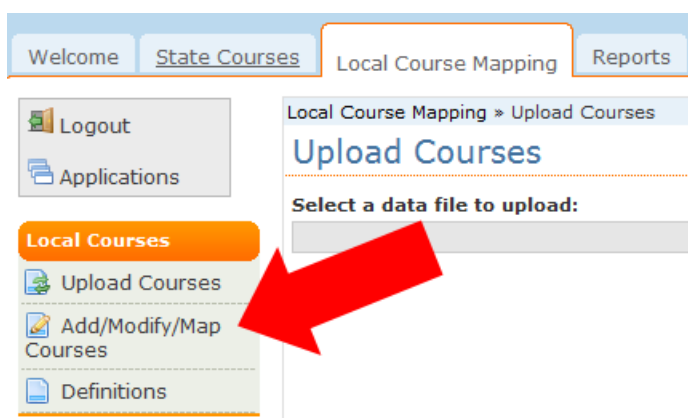 Welcome State Courses Local Course Mapping Reports
Logout
Applications
Local Course Mapping » Upload Courses
Upload Courses
Select a data file to upload:
Local Courses
Upload Courses
Add/Modify/Map
Courses
Definitions